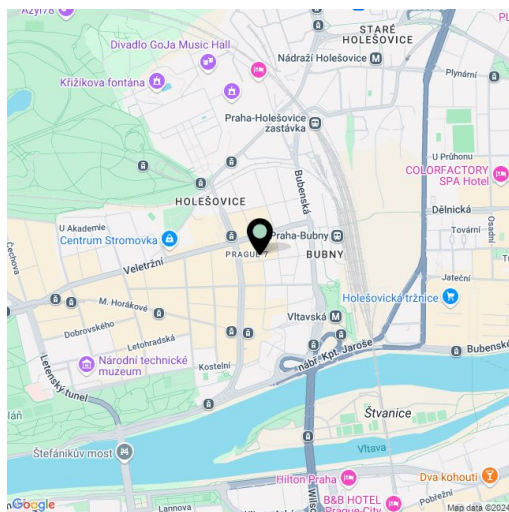 Azyl78
Divadlo GoJa Music Hall
STARÉ
HOLEŠOVICE
Nádraží Holešovice M
Křižíkova fontána
Plynární
Praha-Holešovice
zastávka
U Průhonu
COLORFACTORY
SPA Hotel
Bubenská
HOLEŠOVICE
Dělnická
U Akademie
Centrum Stromovka
Praha-Bubny
Tovární
Osadní
Čechova
PRAGUE 7
BUBNY
Veletržní
Jateční
Holešovická tržnice
M. Horákové
Vltavská M
Dobrovského
Letohradská
nábř. Kpt. Jaroše
Bubenské
Národní technické
muzeum
Kostelní
Letenský tunel
Štvanice
Štefánikův most
Vltava
Hilton Praha
Dva kohouti
B&B HOTEL
Prague-City
Pobřežní
Wilso
Lannova
Google
Map data ©2024